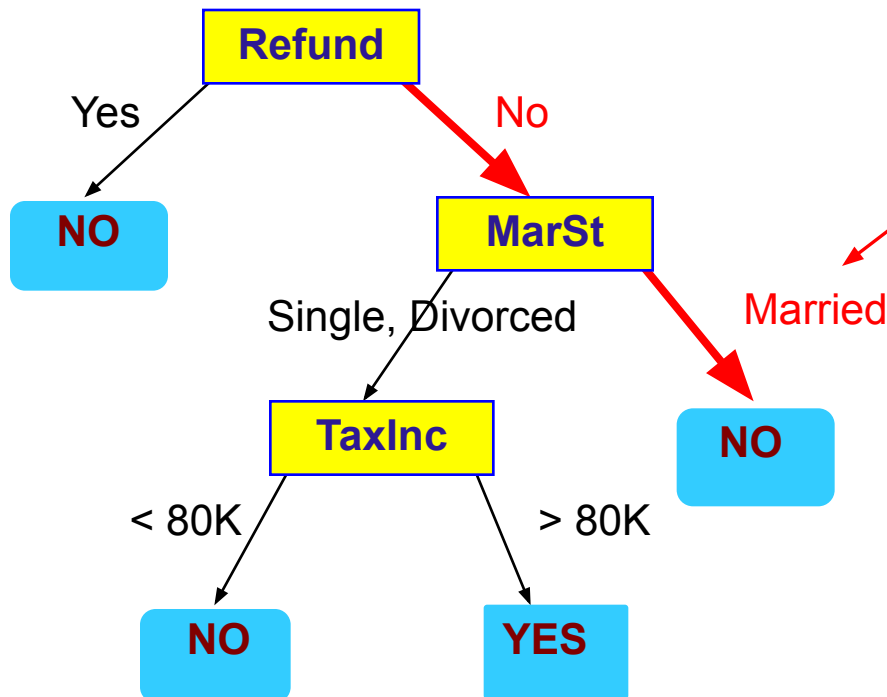 Refund
Yes
No
NO
MarSt
Single, Divorced
Married
TaxInc
NO
< 80K
> 80K
NO
YES